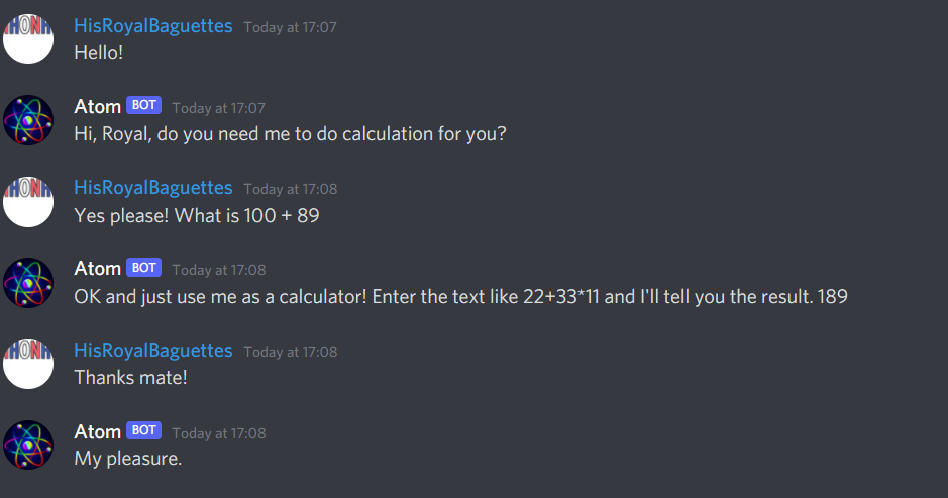 HisRoyalBaguettes Today at 17:07
Hello!
Atom BOT Today at 17:07
Hi, Royal, do you need me to do calculation for you?
HisRoyalBaguettes Today at 17:08
Yes please! What is 100 + 89
Atom BOT Today at 17:08
OK and just use me as a calculator! Enter the text like 22+33*11 and I'll tell you the result. 189
HisRoyalBaguettes Today at 17:08
Thanks mate!
Atom BOT Today at 17:08
My pleasure.